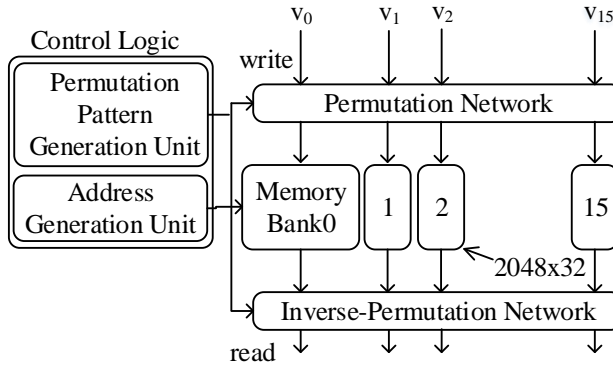 v0 v1 v2 v15
Control Logic
write
Permutation
Pattern
Generation Unit
Permutation Network
Address
Generation Unit
Memory
Bank0
1
2
15
2048x32
Inverse-Permutation Network
read